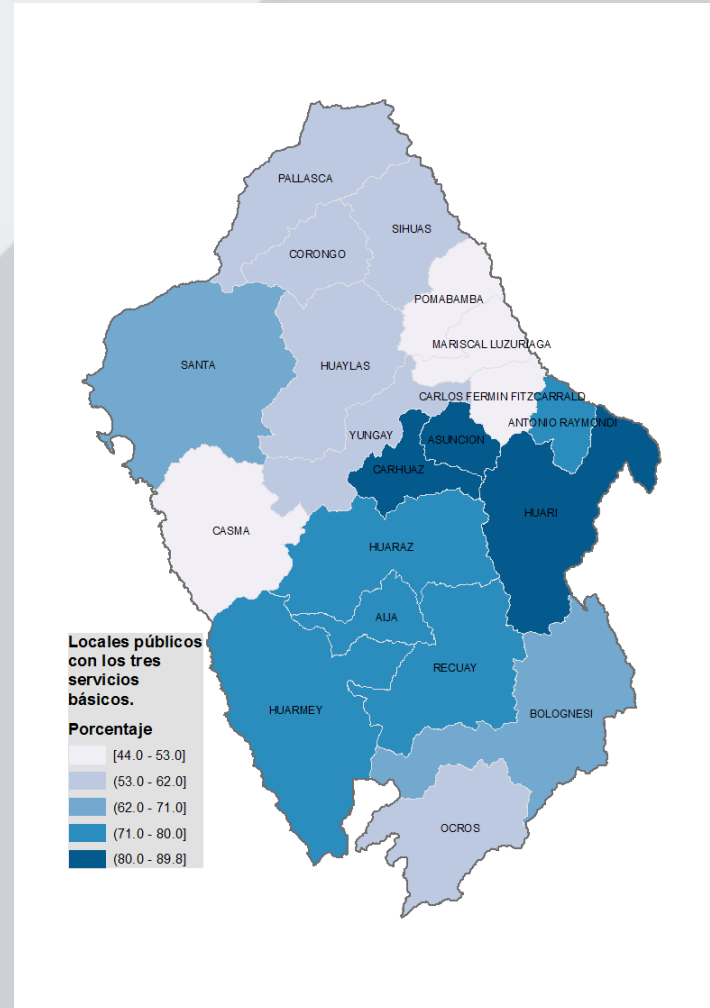 PALLASCA
SIHUAS
CORONGO
POMABAMBA
MARISCAL LUZURIAGA
SANTA
HUAYLAS
CARLOS FERMIN FITZCARRALD
ANTONIO RAYMONDI
YUNGAY
ASUNCION
CARHUAZ
HUARI
CASMA
HUARAZ
AIJA
RECUAY
HUARMEY
BOLOGNESI
OCROS
Locales públicos
con los tres
servicios
básicos.
Porcentaje
[44.0 - 53.0]
(53.0 - 62.0]
(62.0 - 71.0]
(71.0 - 80.0]
(80.0 - 89.8]